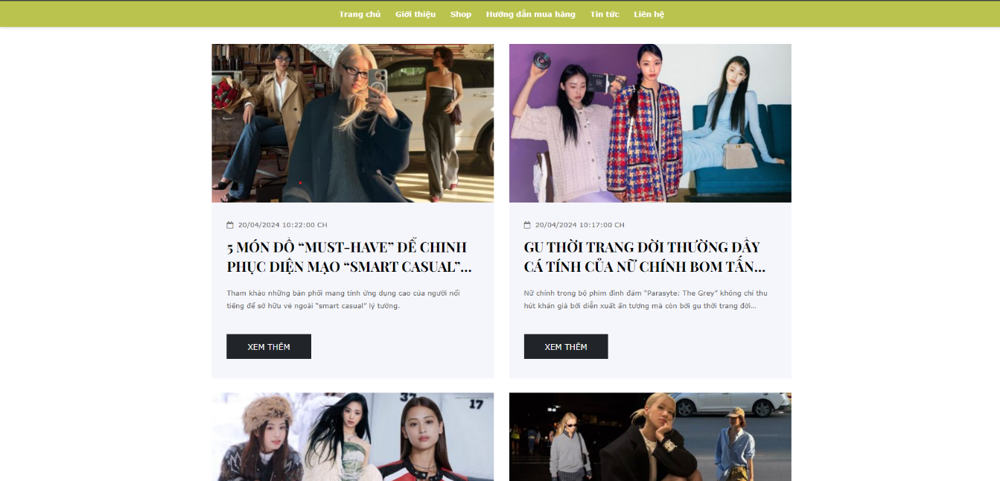 Trang chủ Giới thiệu Shop Hướng dẫn mua hàng Tin tức Liên hệ
20/04/2024 10:22:00 CH
5 MÓN ĐỒ “MUST-HAVE” ĐỂ CHINH
PHỤC DIỆN MẠO “SMART CASUAL”...
Tham khảo những bản phối mang tính ứng dụng cao của người nổi
tiếng để sở hữu vẻ ngoài “smart casual” lý tưởng.
XEM THÊM
20/04/2024 10:17:00 CH
GU THỜI TRANG ĐỜI THƯỜNG ĐẦY
CÁ TÍNH CỦA NỮ CHÍNH BOM TẤN...
Nữ chính trong bộ phim đình đám “Parasyte: The Grey” không chỉ thu
hút khán giả bởi diễn xuất ấn tượng mà còn bởi gu thời trang đời...
XEM THÊM
37
17